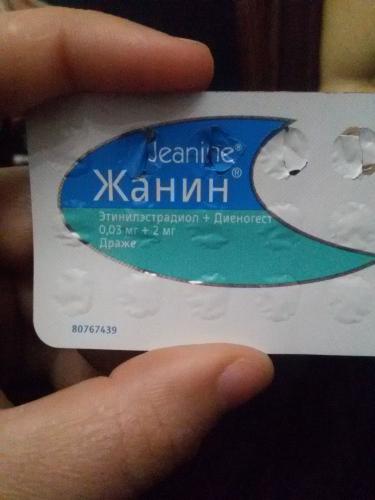 Jeanine®
Жанин®
Этинилэстрадиол + Диеногест
0,03 мг + 2 мг
Драже
80767439